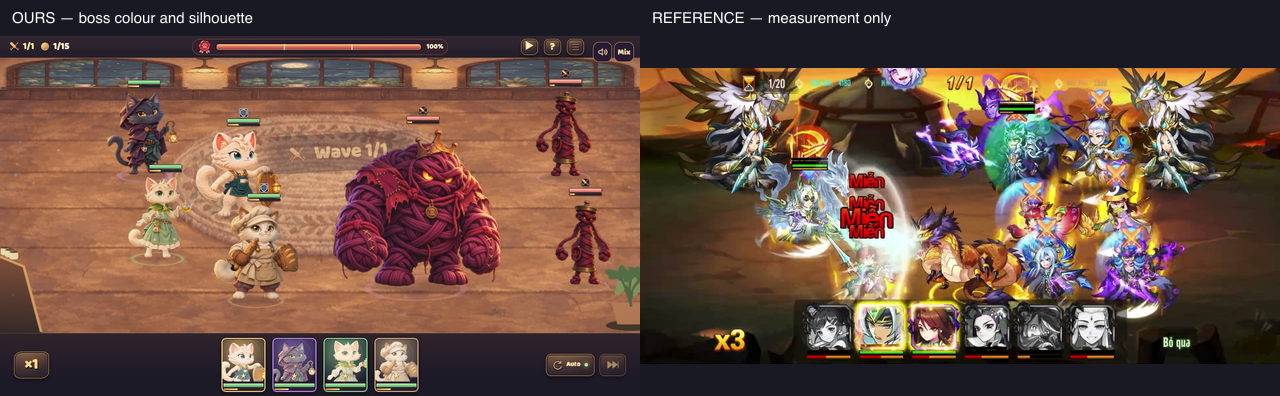 OURS — boss colour and silhouette
1/1 1/15
100%
?
Mix
Wave 1/1
×1
Auto
REFERENCE — measurement only
1/20
1/1
Miễn
Miễn
Miễn
Miễn
x3
Bỏ qua